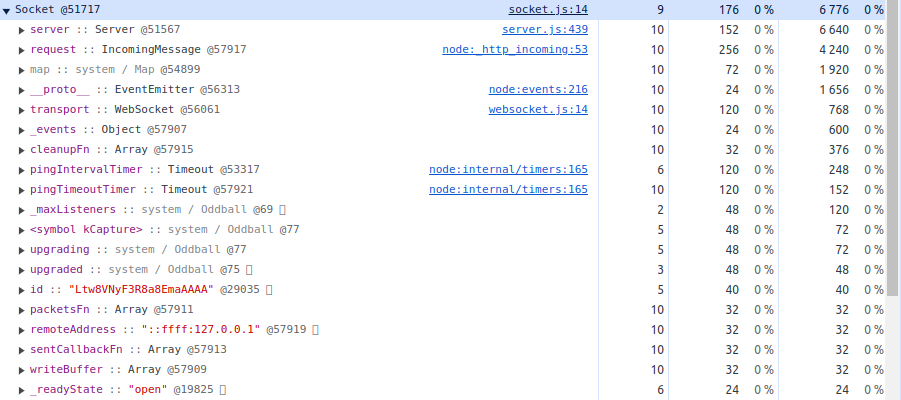 Socket @51717 socket.js:14 9 176 0 % 6 776 0 %
server :: Server @51567 server.js:439 10 152 0 % 6 640 0 %
request :: IncomingMessage @57917 node:_http_incoming:53 10 256 0 % 4 240 0 %
map :: system / Map @54899 10 72 0 % 1 920 0 %
__proto__ :: EventEmitter @56313 node:events:216 10 24 0 % 1 656 0 %
transport :: WebSocket @56061 websocket.js:14 10 120 0 % 768 0 %
_events :: Object @57907 10 24 0 % 600 0 %
cleanupFn :: Array @57915 10 32 0 % 376 0 %
pingIntervalTimer :: Timeout @53317 node:internal/timers:165 6 120 0 % 248 0 %
pingTimeoutTimer :: Timeout @57921 node:internal/timers:165 10 120 0 % 152 0 %
_maxListeners :: system / Oddball @69 2 48 0 % 120 0 %
<symbol kCapture> :: system / Oddball @77 5 48 0 % 72 0 %
upgrading :: system / Oddball @77 5 48 0 % 72 0 %
upgraded :: system / Oddball @75 3 48 0 % 48 0 %
id :: "Ltw8VNyF3R8a8EmaAAAA" @29035 5 40 0 % 40 0 %
packetsFn :: Array @57911 10 32 0 % 32 0 %
remoteAddress :: "::ffff:127.0.0.1" @57919 10 32 0 % 32 0 %
sentCallbackFn :: Array @57913 10 32 0 % 32 0 %
writeBuffer :: Array @57909 10 32 0 % 32 0 %
_readyState :: "open" @19825 6 24 0 % 24 0 %